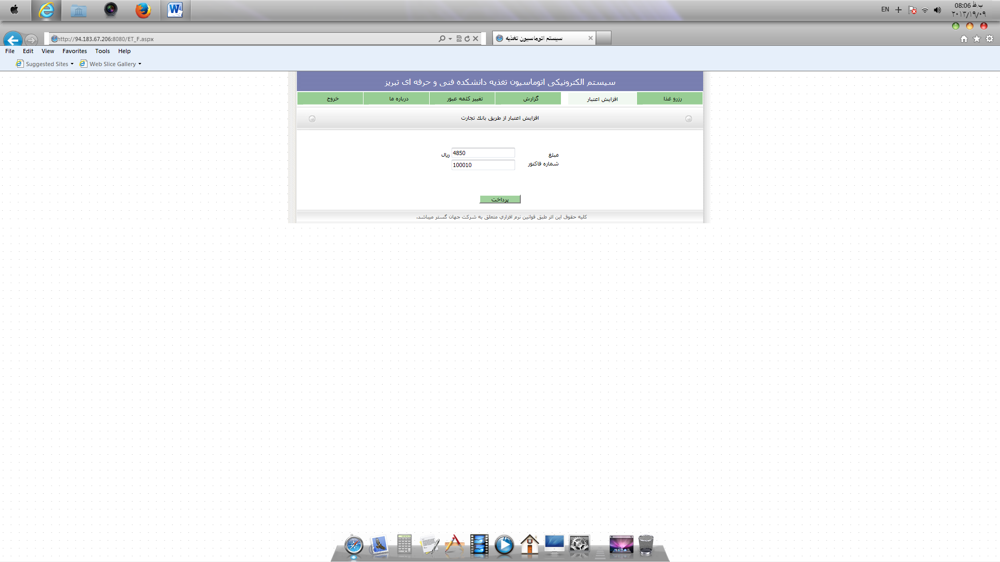 EN
08:06 ب.ظ
۲۰۱۳/۱۹/۰۹
http://94.183.67.206:8080/ET_F.aspx
سیستم اتوماسیون تغذیه
File Edit View Favorites Tools Help
Suggested Sites Web Slice Gallery
سیستم الکترونیکی اتوماسیون تغذیه دانشکده فنی و حرفه ای تبریز
رزرو غذا افزایش اعتبار گزارش تغییر کلمه عبور درباره ما خروج
افزایش اعتبار از طریق بانك تجارت
مبلغ 4850 ریال
شماره فاکتور 100010
پرداخت
کلیه حقوق این اثر طبق قوانین نرم افزاري متعلق به شرکت جهان گستر میباشد.